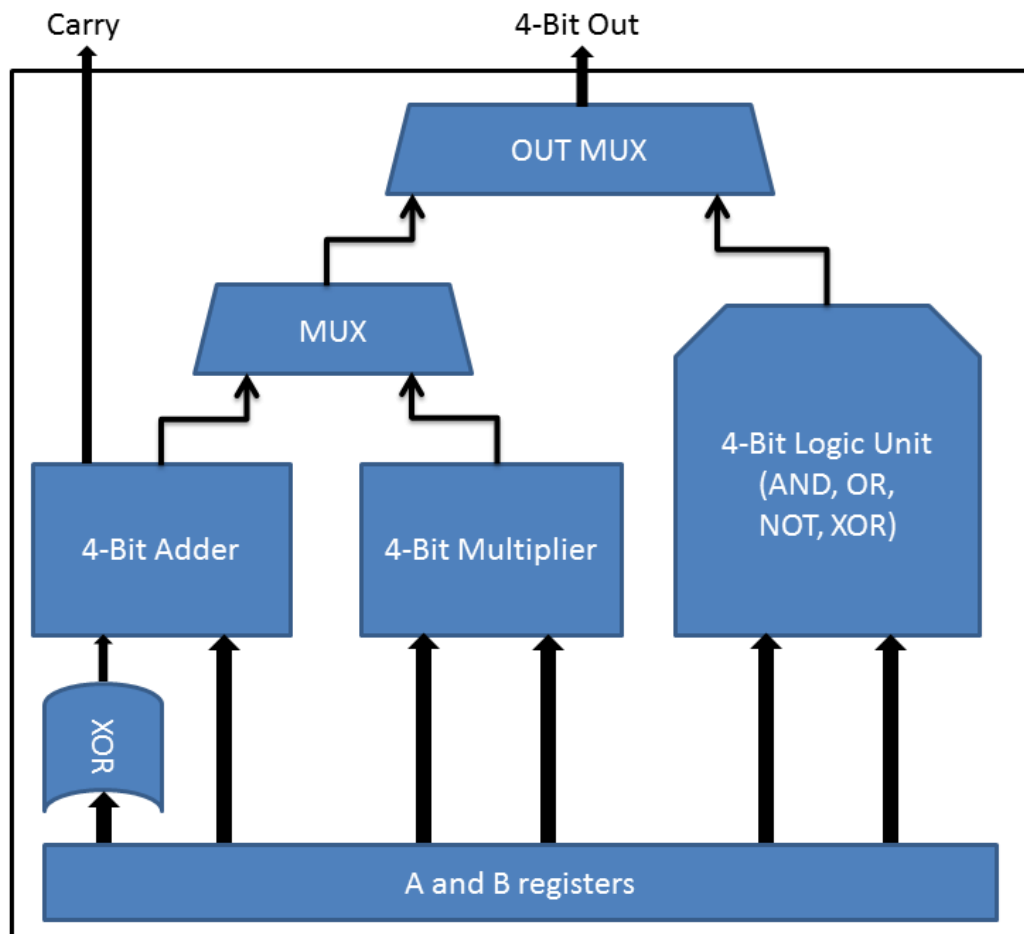 Carry
4-Bit Out
OUT MUX
MUX
4-Bit Adder
4-Bit Multiplier
4-Bit Logic Unit
(AND, OR,
NOT, XOR)
XOR
A and B registers